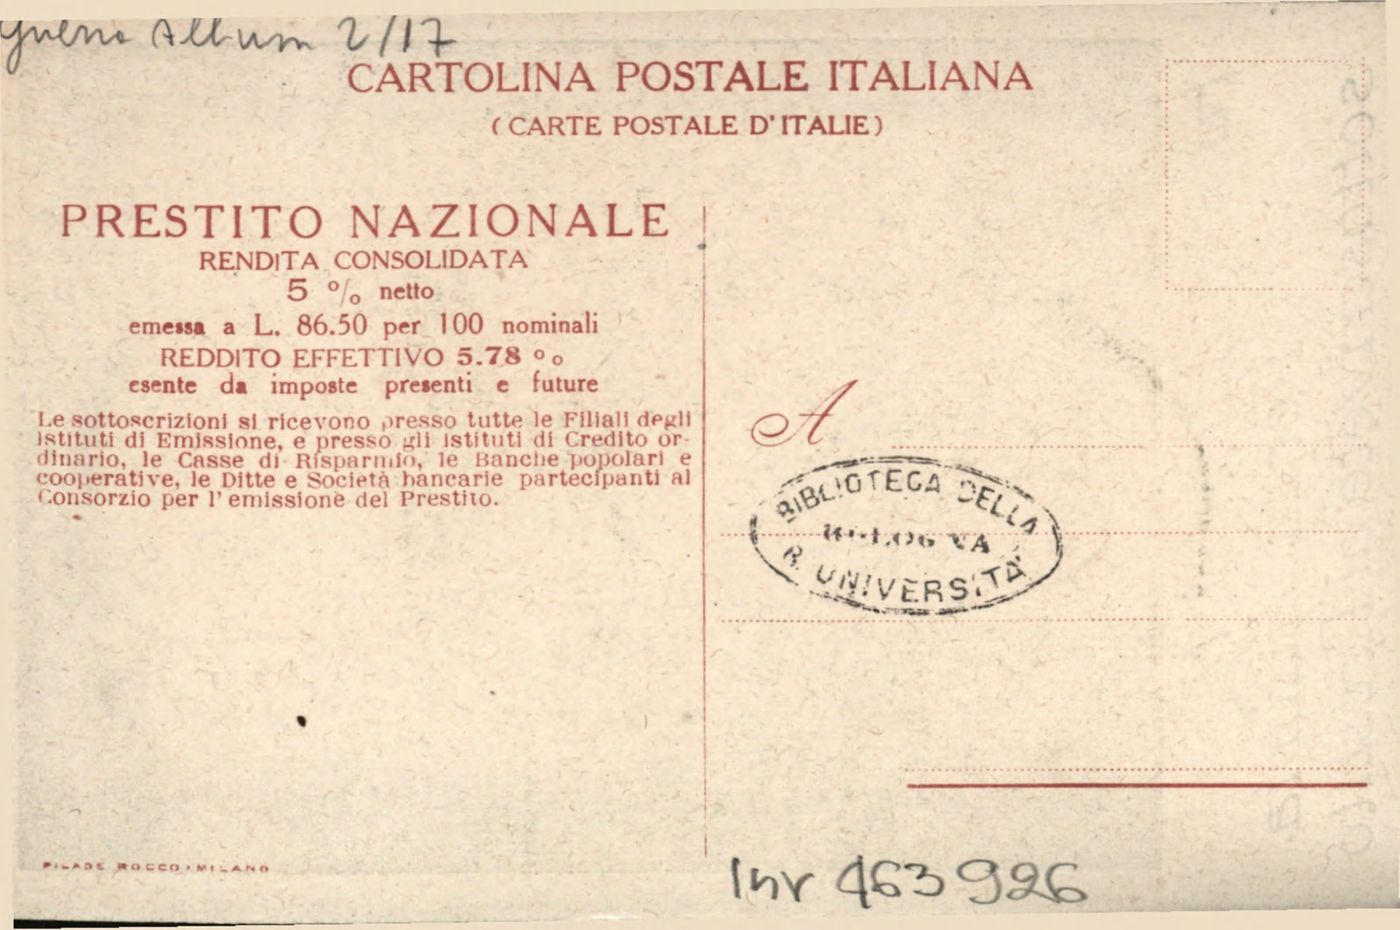 Guerra Album 2/17
CARTOLINA POSTALE ITALIANA
(CARTE POSTALE D'ITALIE)
PRESTITO NAZIONALE
RENDITA CONSOLIDATA
5 % netto
emessa a L. 86.50 per 100 nominali
REDDITO EFFETTIVO 5.78 %
esente da imposte presenti e future
Le sottoscrizioni si ricevono presso tutte le Filiali degli
Istituti di Emissione, e presso gli Istituti di Credito or-
dinario, le Casse di Risparmio, le Banche popolari e
cooperative, le Ditte e Società bancarie partecipanti al
Consorzio per l'emissione del Prestito.
PILADE ROCCO · MILANO
A
BIBLIOTECA DELLA
BOLOGNA
R. UNIVERSITÀ
Inv 463926